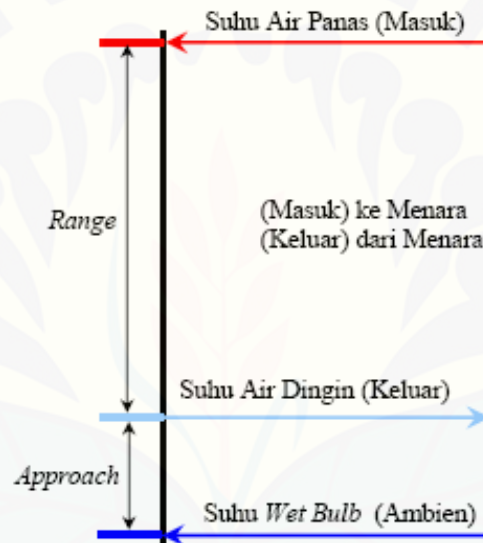 Suhu Air Panas (Masuk)
Range
(Masuk) ke Menara
(Keluar) dari Menara
Suhu Air Dingin (Keluar)
Approach
Suhu Wet Bulb (Ambien)